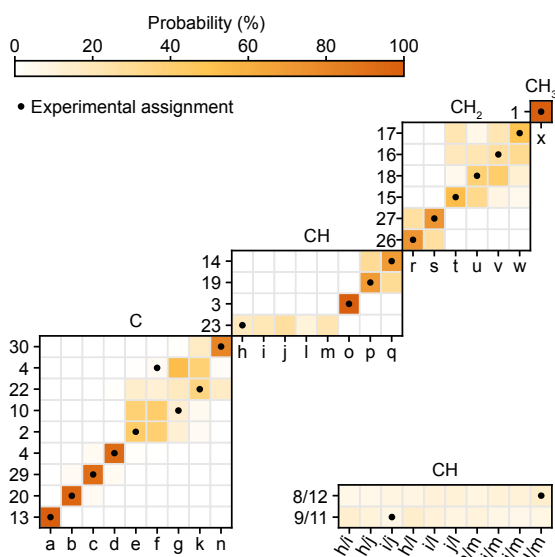 Probability (%)
0 20 40 60 80 100
• Experimental assignment
CH₃
CH₂
1
x
17
16
18
15
27
26
r s t u v w
CH
14
19
3
23
h i j l m o p q
C
30
4
22
10
2
4
29
20
13
a b c d e f g k n
CH
8/12
9/11
h/i h/j i/j h/l i/l j/l